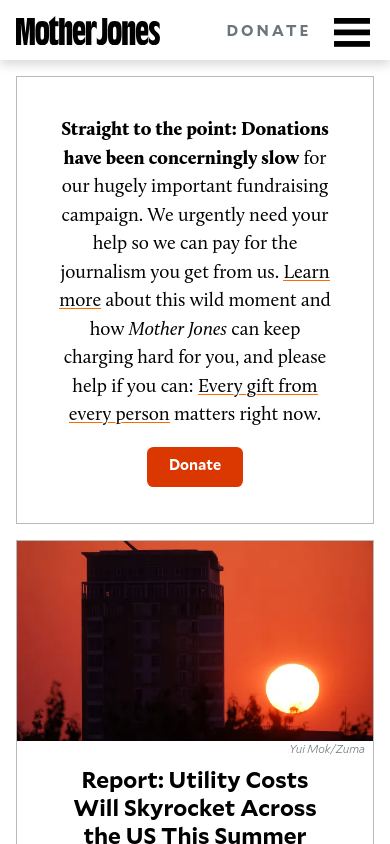 Mother Jones
DONATE
Straight to the point: Donations
have been concerningly slow for
our hugely important fundraising
campaign. We urgently need your
help so we can pay for the
journalism you get from us. Learn
more about this wild moment and
how Mother Jones can keep
charging hard for you, and please
help if you can: Every gift from
every person matters right now.
Donate
Yui Mok/Zuma
Report: Utility Costs
Will Skyrocket Across
the US This Summer